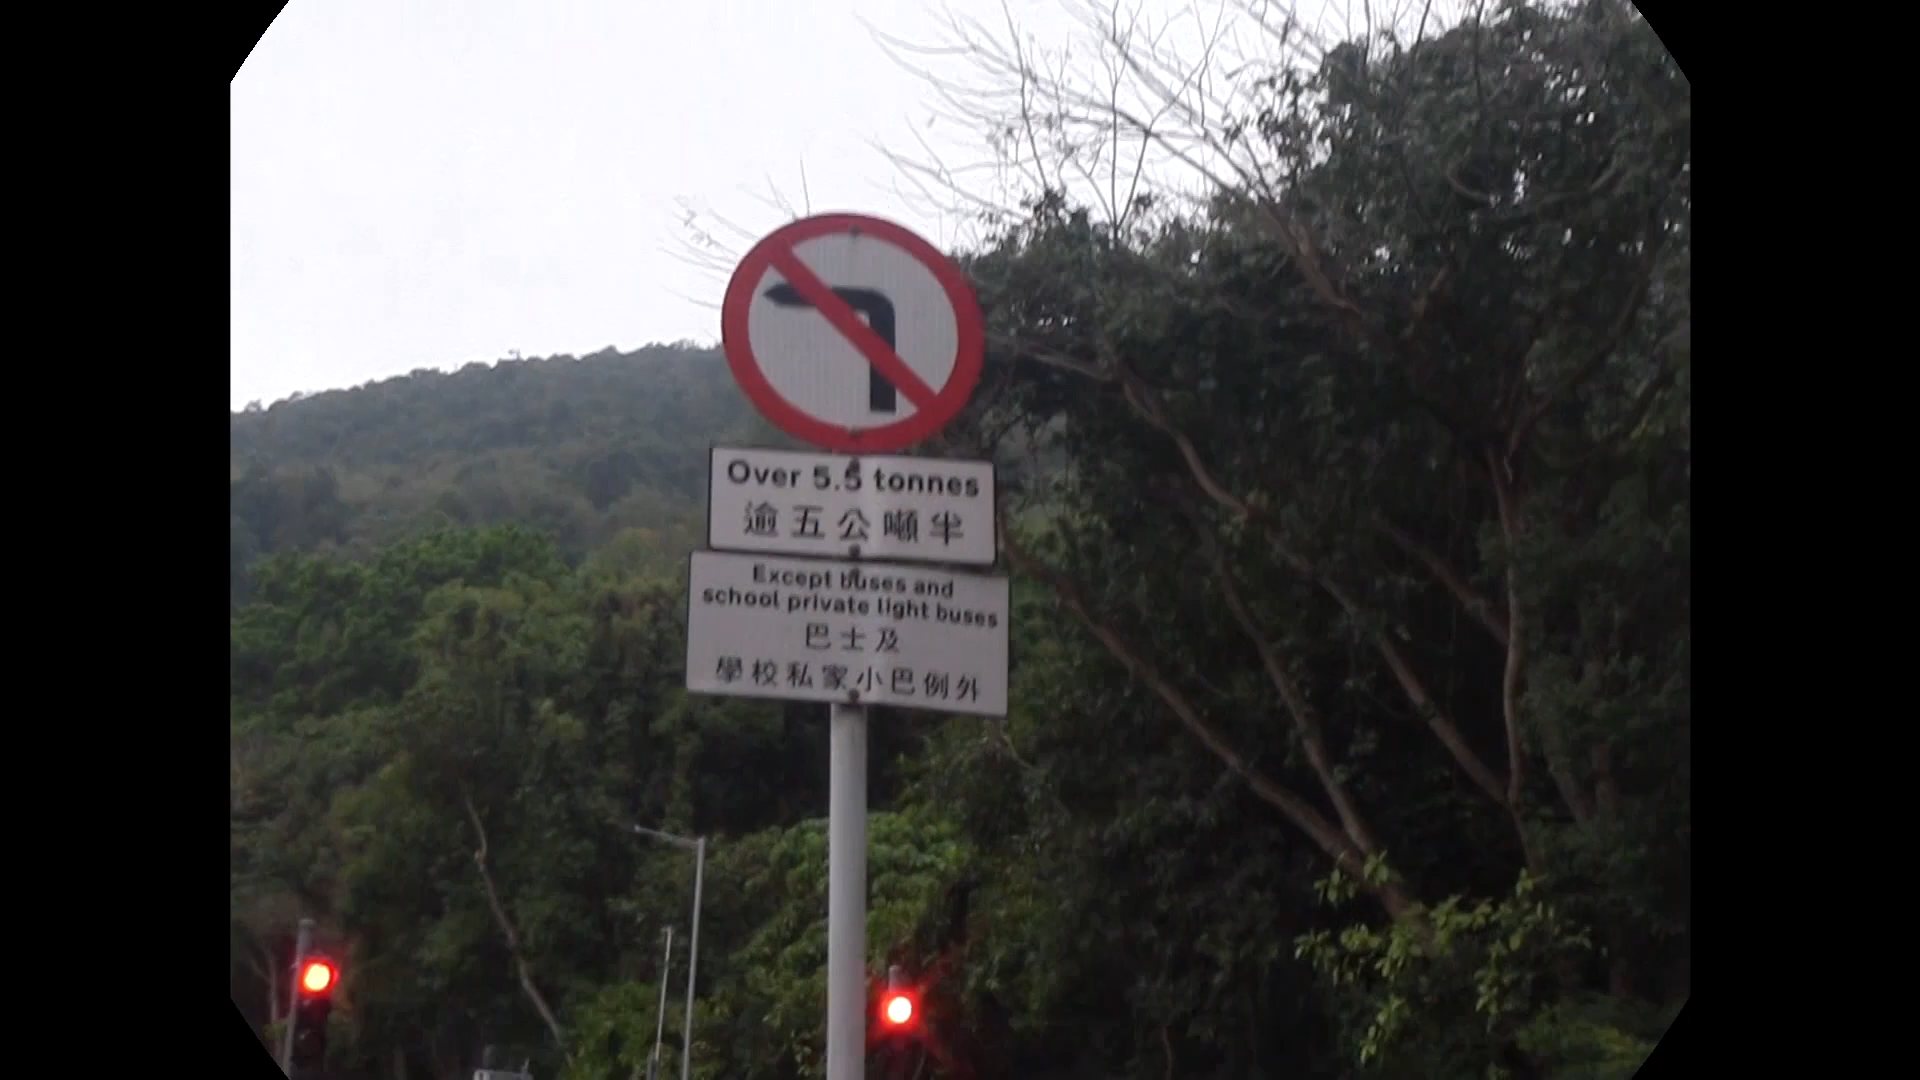 Over 5.5 tonnes
逾五公噸半
Except buses and
school private light buses
巴士及
學校私家小巴例外